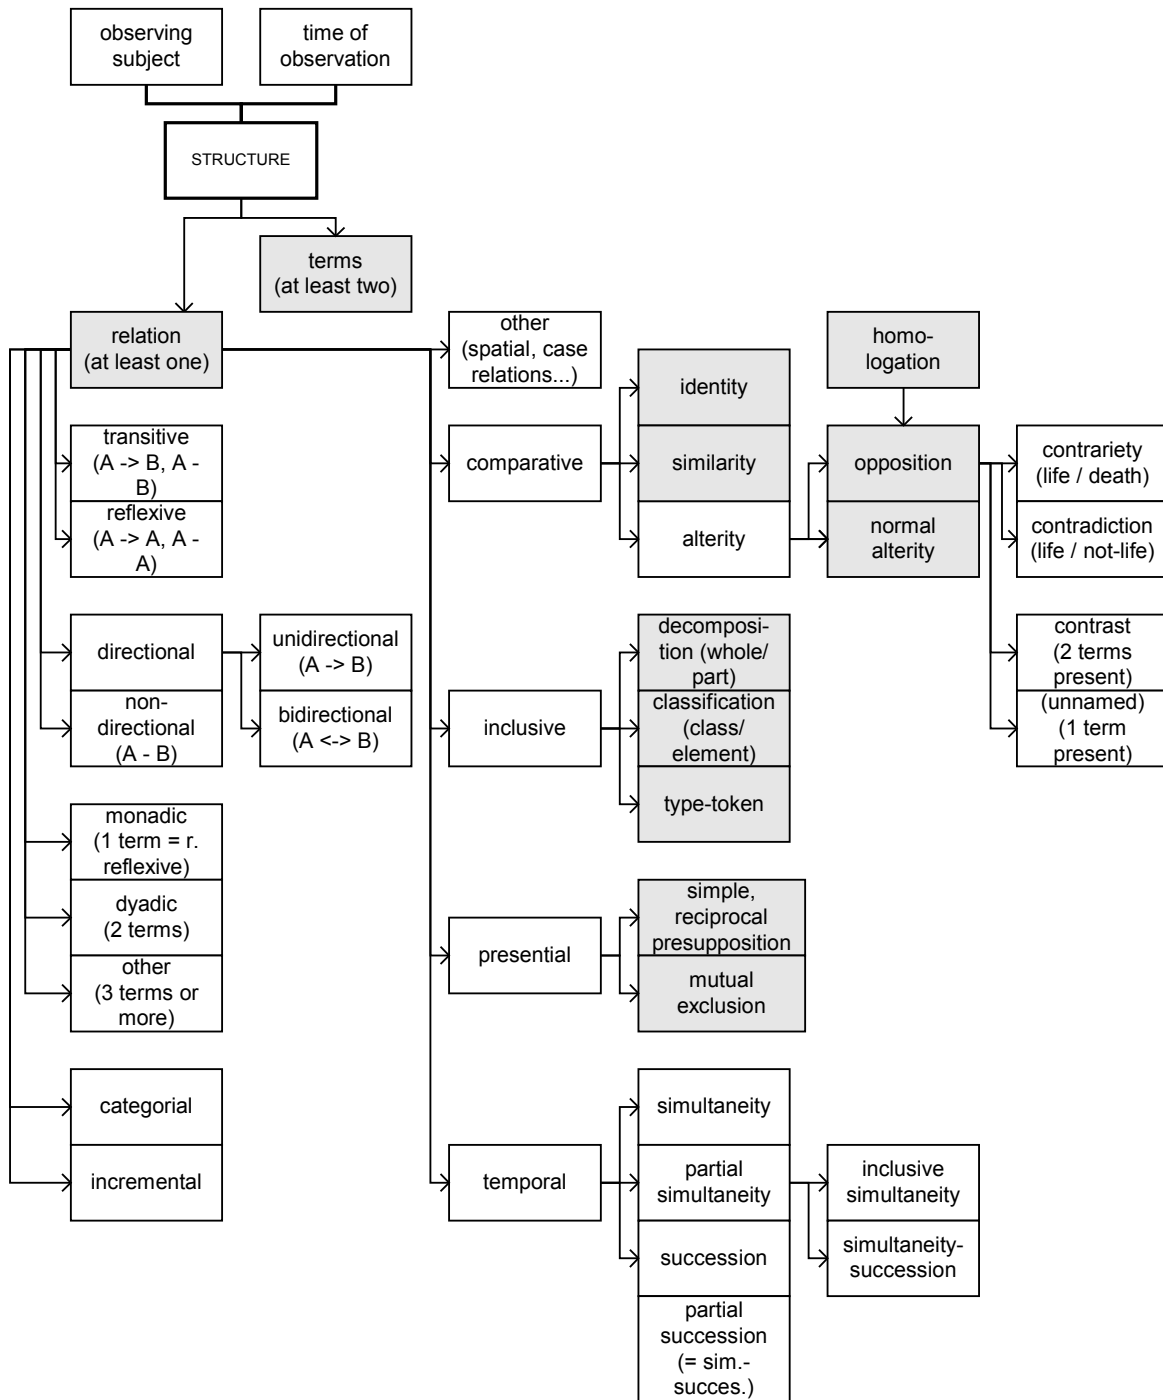 observing
subject
time of
observation
STRUCTURE
terms
(at least two)
relation
(at least one)
other
(spatial, case
relations...)
homo-
logation
identity
transitive
(A -> B, A -
B)
comparative
similarity
opposition
contrariety
(life / death)
reflexive
(A -> A, A -
A)
alterity
normal
alterity
contradiction
(life / not-life)
directional
unidirectional
(A -> B)
decomposi-
tion (whole/
part)
contrast
(2 terms
present)
non-
directional
(A - B)
bidirectional
(A <-> B)
inclusive
classification
(class/
element)
(unnamed)
(1 term
present)
type-token
monadic
(1 term = r.
reflexive)
dyadic
(2 terms)
simple,
reciprocal
presupposition
other
(3 terms or
more)
presential
mutual
exclusion
categorial
simultaneity
incremental
temporal
partial
simultaneity
inclusive
simultaneity
succession
simultaneity-
succession
partial
succession
(= sim.-
succes.)